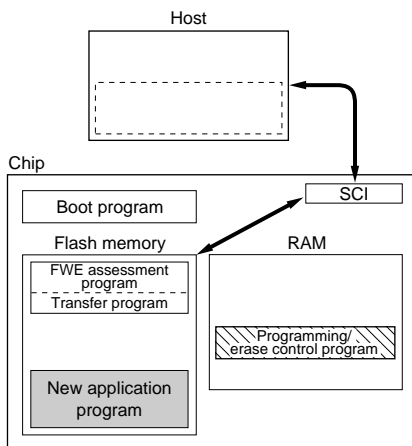 Host
Chip
SCI
Boot program
Flash memory
RAM
FWE assessment
program
Transfer program
Programming/
erase control program
New application
program